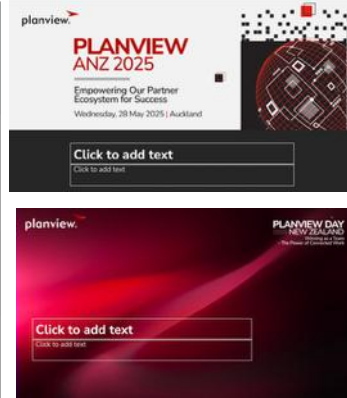 planview.
PLANVIEW
ANZ 2025
Empowering Our Partner
Ecosystem for Success
Wednesday, 28 May 2025 | Auckland
Click to add text
Click to add text
planview.
PLANVIEW DAY
NEW ZEALAND
Thinking as a Team
- The Power of Connected Work
Click to add text
Click to add text